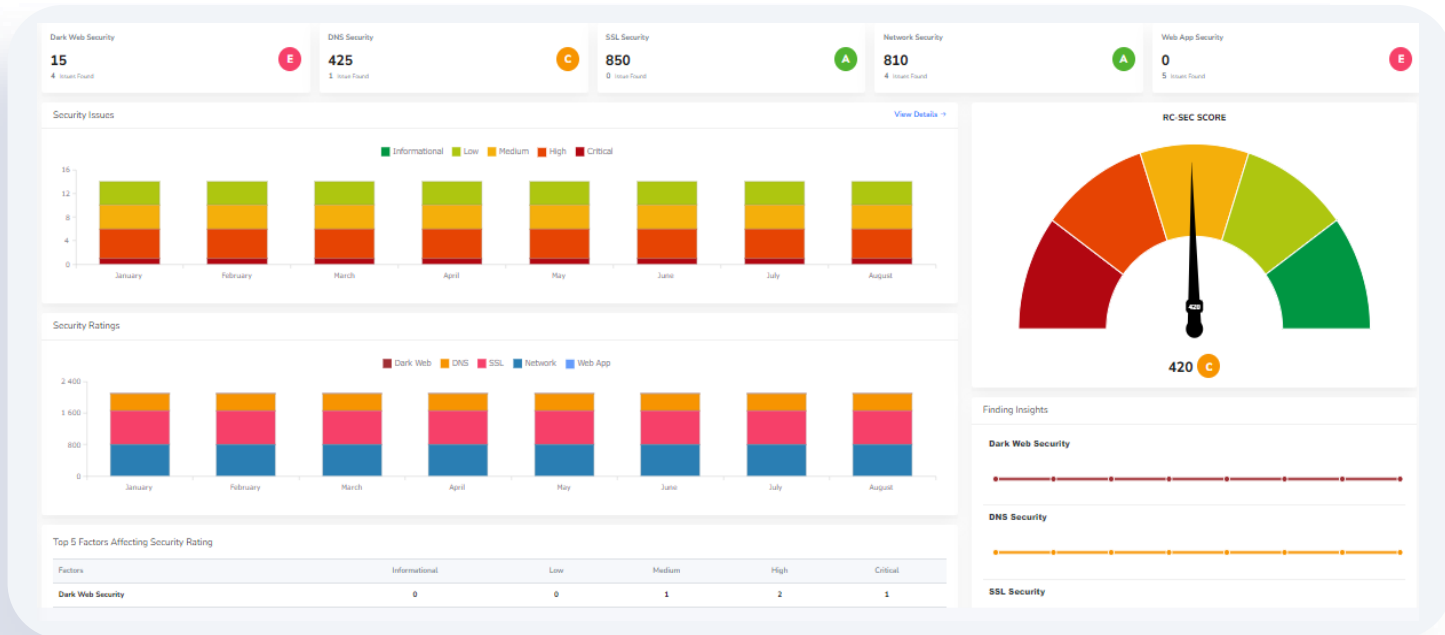 Dark Web Security
15
4 Issues Found
E
DNS Security
425
1 Issue Found
C
SSL Security
850
0 Issue Found
A
Network Security
810
4 Issues Found
A
Web App Security
0
5 Issues Found
E
Security Issues
View Details →
Informational Low Medium High Critical
16
12
8
4
0
January February March April May June July August
Security Ratings
Dark Web DNS SSL Network Web App
2 400
1 600
800
0
January February March April May June July August
Top 5 Factors Affecting Security Rating
Factors Informational Low Medium High Critical
Dark Web Security 0 0 1 2 1
RC-SEC SCORE
420
420 C
Finding Insights
Dark Web Security
DNS Security
SSL Security